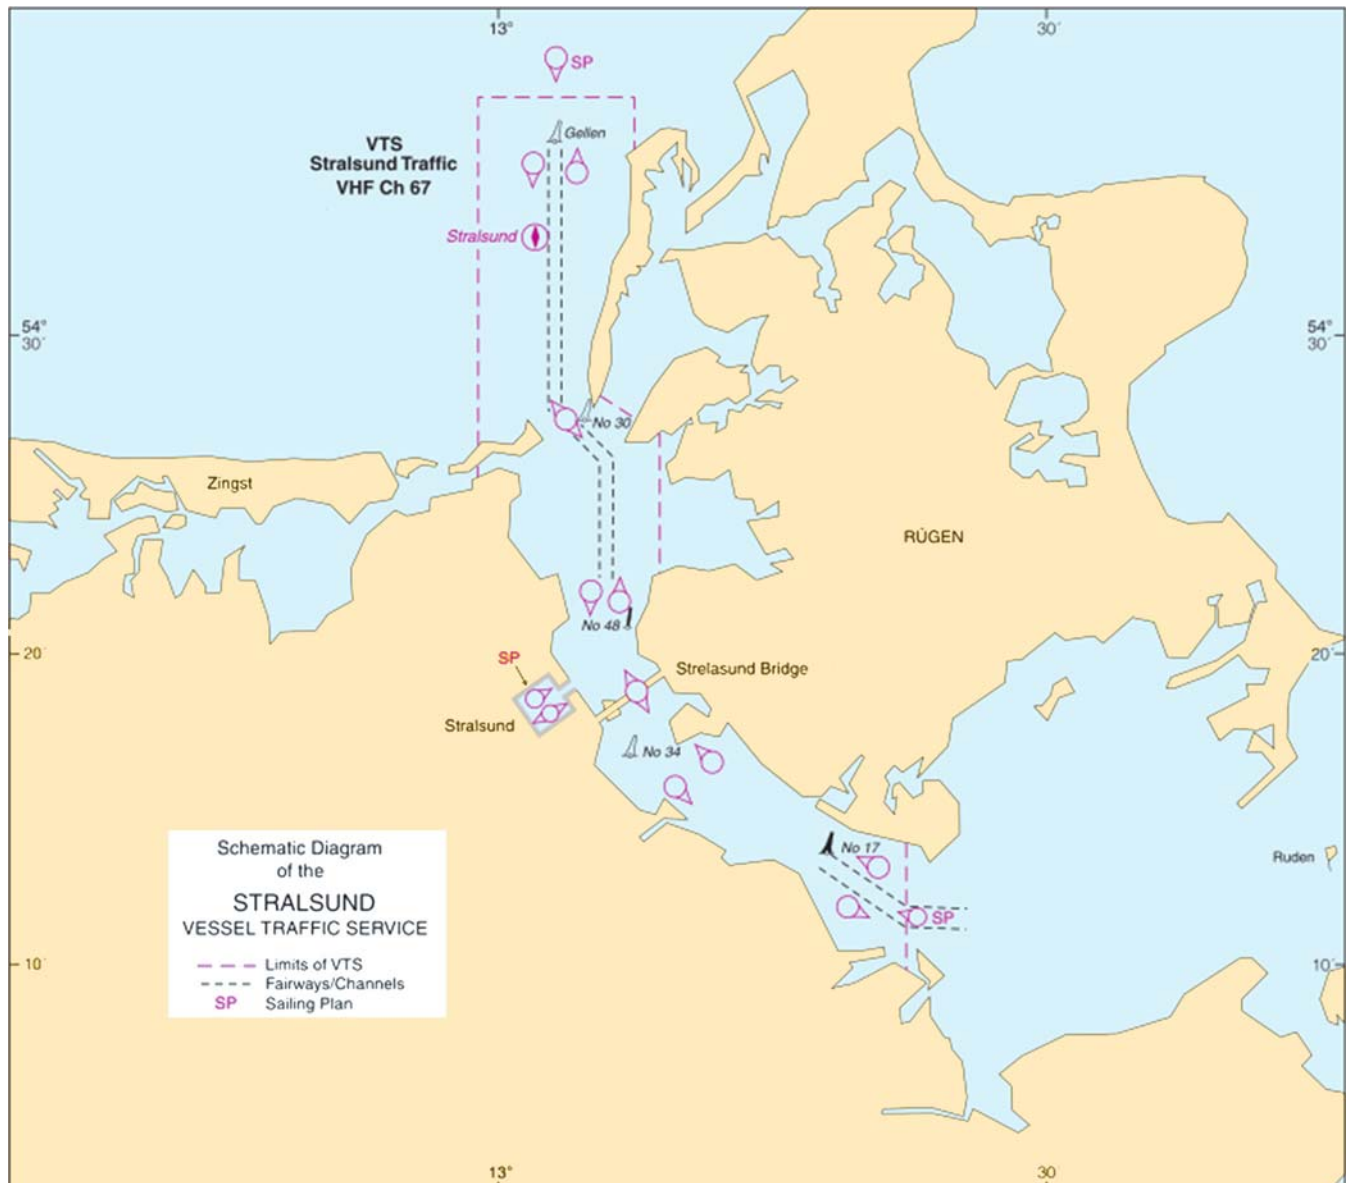 13°
30´
SP
Gellen
VTS
Stralsund Traffic
VHF Ch 67
Stralsund
54°
30´
54°
30´
No 30
Zingst
RÜGEN
No 48
20´
SP
Strelasund Bridge
20´
Stralsund
No 34
No 17
Ruden
SP
Schematic Diagram
of the
STRALSUND
VESSEL TRAFFIC SERVICE
Limits of VTS
Fairways/Channels
SP Sailing Plan
10´
10´
13°
30´